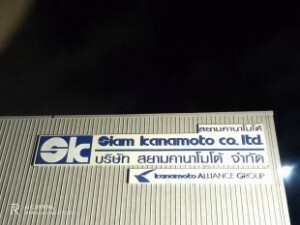 สยามคานาโมโต้
SK Siam kanamoto co.,ltd.
บริษัท สยามคานาโมโต้ จำกัด
kanamoto ALLIANCE GROUP